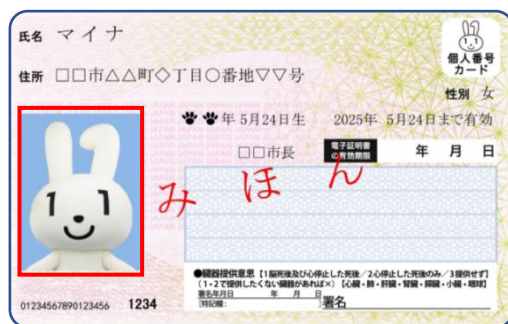 氏名 マイナ
個人番号
カード
住所 □□市△△町◇丁目○番地▽▽号
性別 女
年 5月24日生 2025年 5月24日まで有効
□□市長 電子証明書
の有効期限 年 月 日
みほん
●臓器提供意思【1脳死後及び心停止した死後/2心停止した死後のみ/3提供せず】
(1・2で提供したくない臓器があれば×)【心臓・肺・肝臓・腎臓・膵臓・小腸・眼球】
署名年月日 年 月 日
[特記欄: ]署名
01234567890123456 1234